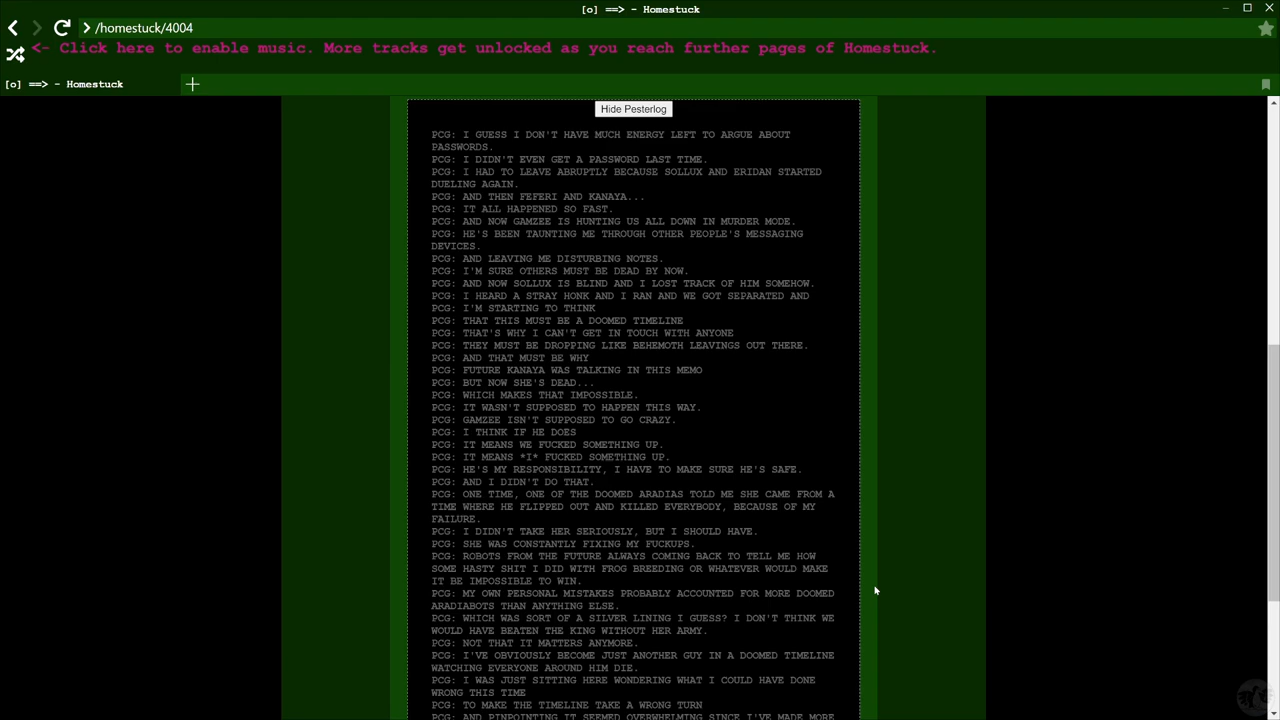 [o] ==> - Homestuck
/homestuck/4004
<- Click here to enable music. More tracks get unlocked as you reach further pages of Homestuck.
[o] ==> - Homestuck
Hide Pesterlog
PCG: I GUESS I DON'T HAVE MUCH ENERGY LEFT TO ARGUE ABOUT
PASSWORDS.
PCG: I DIDN'T EVEN GET A PASSWORD LAST TIME.
PCG: I HAD TO LEAVE ABRUPTLY BECAUSE SOLLUX AND ERIDAN STARTED
DUELING AGAIN.
PCG: AND THEN FEFERI AND KANAYA...
PCG: IT ALL HAPPENED SO FAST.
PCG: AND NOW GAMZEE IS HUNTING US ALL DOWN IN MURDER MODE.
PCG: HE'S BEEN TAUNTING ME THROUGH OTHER PEOPLE'S MESSAGING
DEVICES.
PCG: AND LEAVING ME DISTURBING NOTES.
PCG: I'M SURE OTHERS MUST BE DEAD BY NOW.
PCG: AND NOW SOLLUX IS BLIND AND I LOST TRACK OF HIM SOMEHOW.
PCG: I HEARD A STRAY HONK AND I RAN AND WE GOT SEPARATED AND
PCG: I'M STARTING TO THINK
PCG: THAT THIS MUST BE A DOOMED TIMELINE
PCG: THAT'S WHY I CAN'T GET IN TOUCH WITH ANYONE
PCG: THEY MUST BE DROPPING LIKE BEHEMOTH LEAVINGS OUT THERE.
PCG: AND THAT MUST BE WHY
PCG: FUTURE KANAYA WAS TALKING IN THIS MEMO
PCG: BUT NOW SHE'S DEAD...
PCG: WHICH MAKES THAT IMPOSSIBLE.
PCG: IT WASN'T SUPPOSED TO HAPPEN THIS WAY.
PCG: GAMZEE ISN'T SUPPOSED TO GO CRAZY.
PCG: I THINK IF HE DOES
PCG: IT MEANS WE FUCKED SOMETHING UP.
PCG: IT MEANS *I* FUCKED SOMETHING UP.
PCG: HE'S MY RESPONSIBILITY, I HAVE TO MAKE SURE HE'S SAFE.
PCG: AND I DIDN'T DO THAT.
PCG: ONE TIME, ONE OF THE DOOMED ARADIAS TOLD ME SHE CAME FROM A
TIME WHERE HE FLIPPED OUT AND KILLED EVERYBODY, BECAUSE OF MY
FAILURE.
PCG: I DIDN'T TAKE HER SERIOUSLY, BUT I SHOULD HAVE.
PCG: SHE WAS CONSTANTLY FIXING MY FUCKUPS.
PCG: ROBOTS FROM THE FUTURE ALWAYS COMING BACK TO TELL ME HOW
SOME HASTY SHIT I DID WITH FROG BREEDING OR WHATEVER WOULD MAKE
IT BE IMPOSSIBLE TO WIN.
PCG: MY OWN PERSONAL MISTAKES PROBABLY ACCOUNTED FOR MORE DOOMED
ARADIABOTS THAN ANYTHING ELSE.
PCG: WHICH WAS SORT OF A SILVER LINING I GUESS? I DON'T THINK WE
WOULD HAVE BEATEN THE KING WITHOUT HER ARMY.
PCG: NOT THAT IT MATTERS ANYMORE.
PCG: I'VE OBVIOUSLY BECOME JUST ANOTHER GUY IN A DOOMED TIMELINE
WATCHING EVERYONE AROUND HIM DIE.
PCG: I WAS JUST SITTING HERE WONDERING WHAT I COULD HAVE DONE
WRONG THIS TIME
PCG: TO MAKE THE TIMELINE TAKE A WRONG TURN
PCG: AND PINPOINTING IT SEEMED OVERWHELMING SINCE I'VE MADE MORE